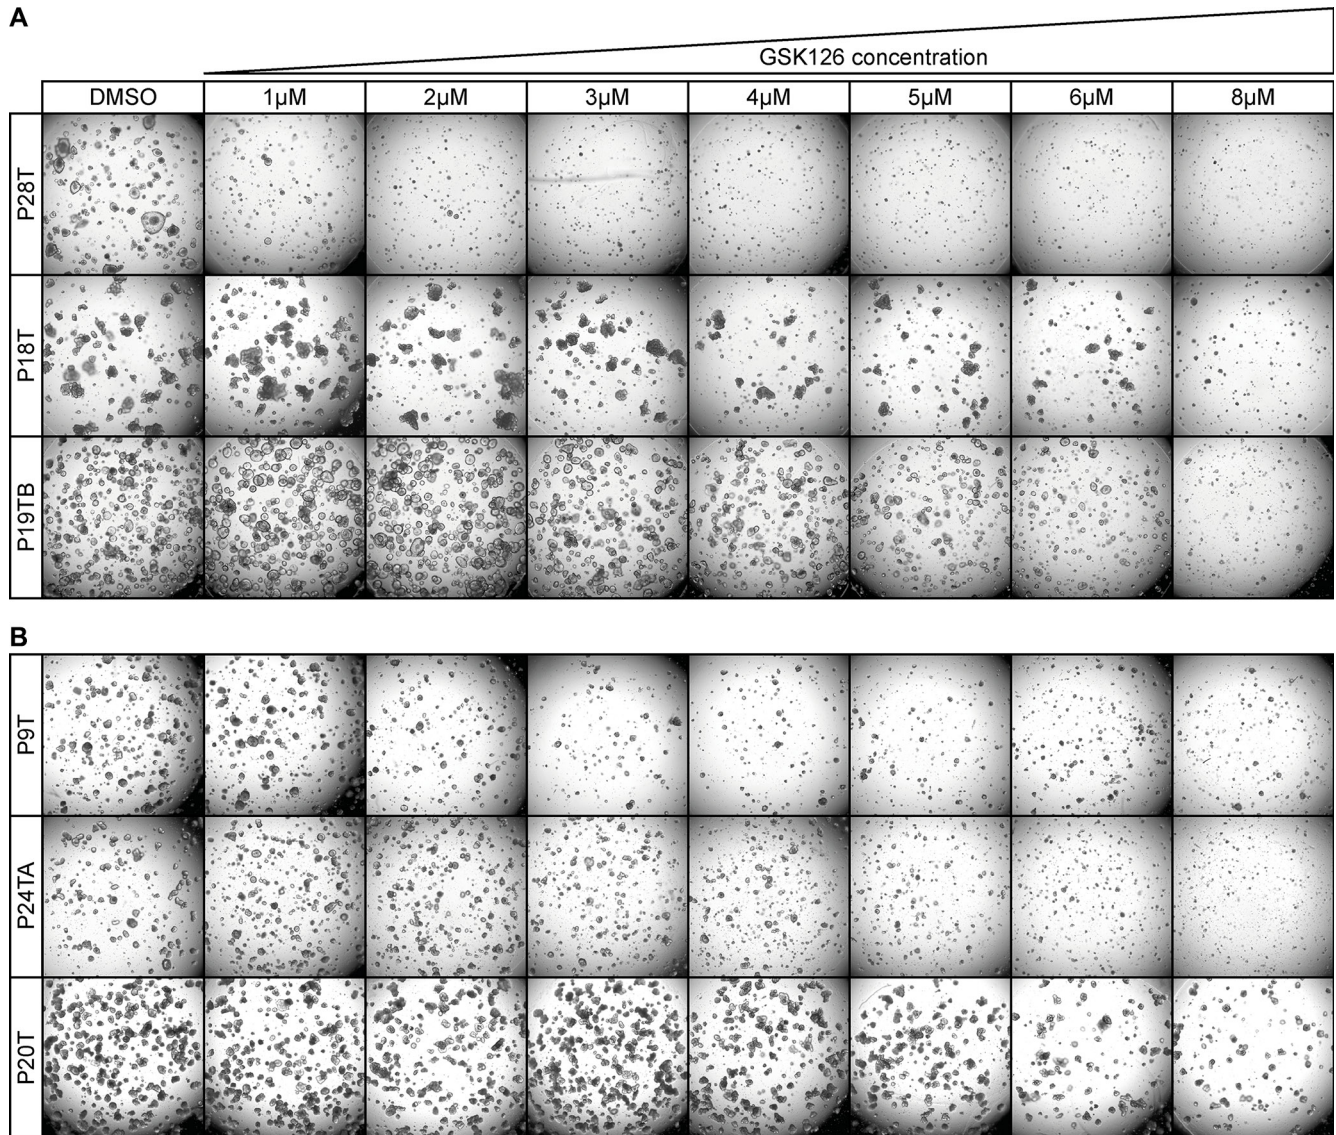 A
GSK126 concentration
DMSO 1µM 2µM 3µM 4µM 5µM 6µM 8µM
P28T
P18T
P19TB
B
P9T
P24TA
P20T